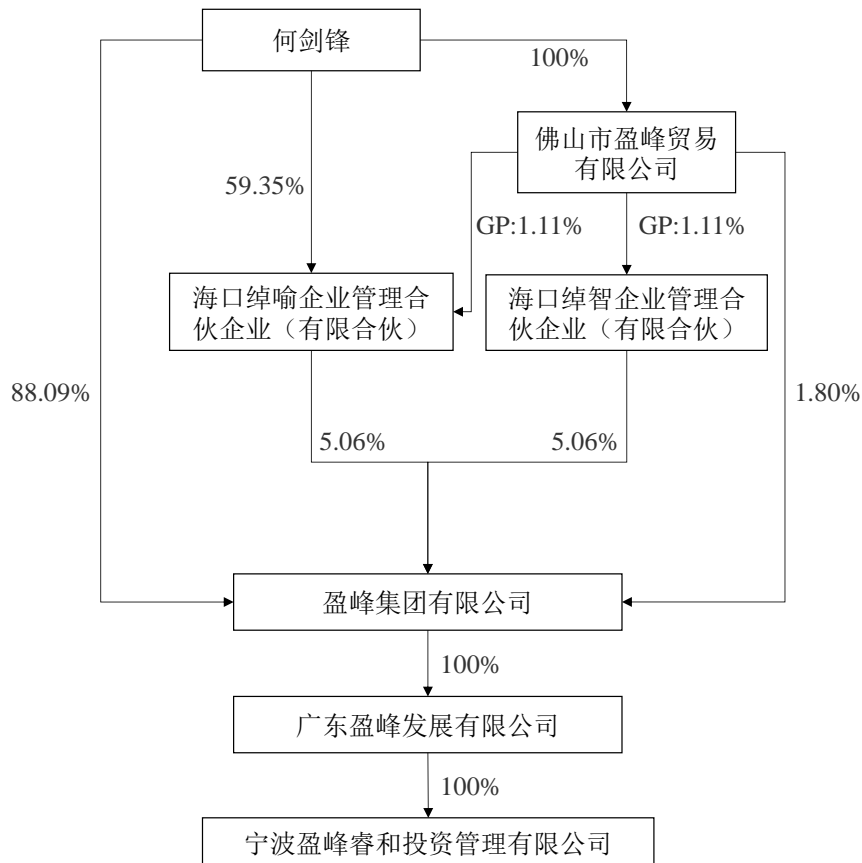 何剑锋
100%
佛山市盈峰贸易
有限公司
59.35%
GP:1.11%
GP:1.11%
海口绰喻企业管理合
伙企业（有限合伙）
海口绰智企业管理合
伙企业（有限合伙）
88.09%
1.80%
5.06%
5.06%
盈峰集团有限公司
100%
广东盈峰发展有限公司
100%
宁波盈峰睿和投资管理有限公司